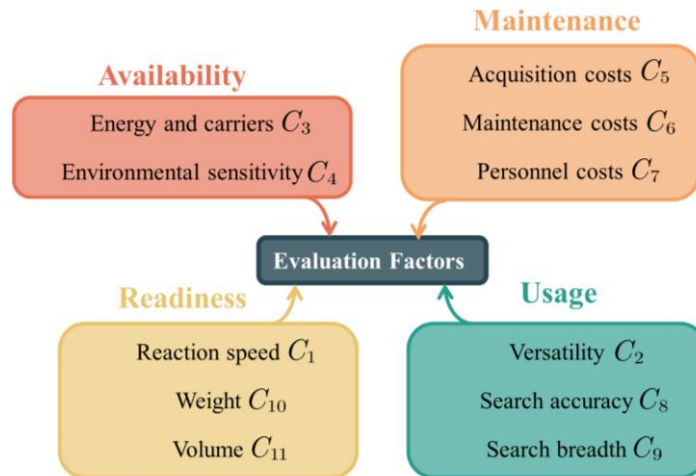 Availability
Energy and carriers C₃
Environmental sensitivity C₄
Maintenance
Acquisition costs C₅
Maintenance costs C₆
Personnel costs C₇
Evaluation Factors
Readiness
Reaction speed C₁
Weight C₁₀
Volume C₁₁
Usage
Versatility C₂
Search accuracy C₈
Search breadth C₉